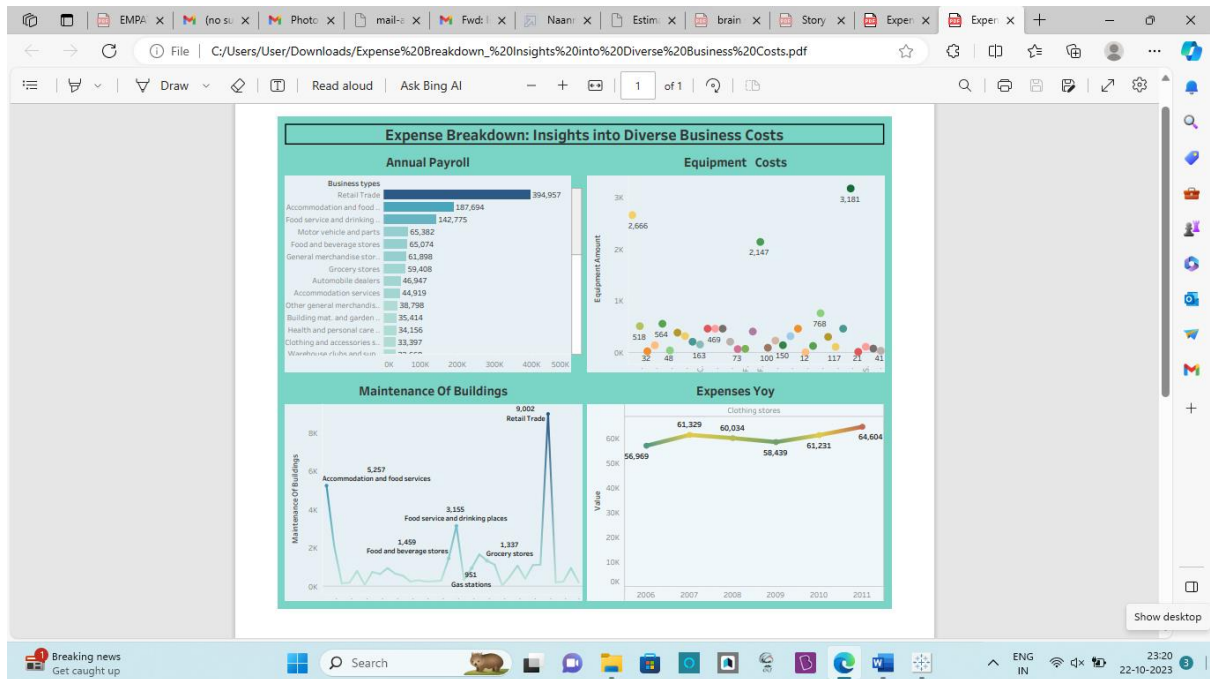 EMPA
(no su
Photo
mail-a
Fwd: I
Naanr
Estim
brain
Story
Expen
Expen
File
C:/Users/User/Downloads/Expense%20Breakdown_%20Insights%20into%20Diverse%20Business%20Costs.pdf
Draw
Read aloud
Ask Bing AI
1
of 1
Expense Breakdown: Insights into Diverse Business Costs
Annual Payroll
Business types
Retail Trade 394,957
Accommodation and food .. 187,694
Food service and drinking .. 142,775
Motor vehicle and parts 65,382
Food and beverage stores 65,074
General merchandise stor.. 61,898
Grocery stores 59,408
Automobile dealers 46,947
Accommodation services 44,919
Other general merchandis.. 38,798
Building mat. and garden .. 35,414
Health and personal care .. 34,156
Clothing and accessories s.. 33,397
Warehouse clubs and sup..
0K 100K 200K 300K 400K 500K
Equipment Costs
Equipment Amount
3K
2K
1K
0K
3,181
2,666
2,147
518 564 768
469
32 48 163 73 100 150 12 117 21 41
Maintenance Of Buildings
Maintenance Of Buildings
8K
6K
4K
2K
0K
9,002
Retail Trade
5,257
Accommodation and food services
3,155
Food service and drinking places
1,459
Food and beverage stores
1,337
Grocery stores
951
Gas stations
Expenses Yoy
Clothing stores
Value
60K
50K
40K
30K
20K
10K
0K
56,969
61,329
60,034
58,439
61,231
64,604
2006 2007 2008 2009 2010 2011
Show desktop
1
Breaking news
Get caught up
Search
ENG
IN
23:20
22-10-2023
3